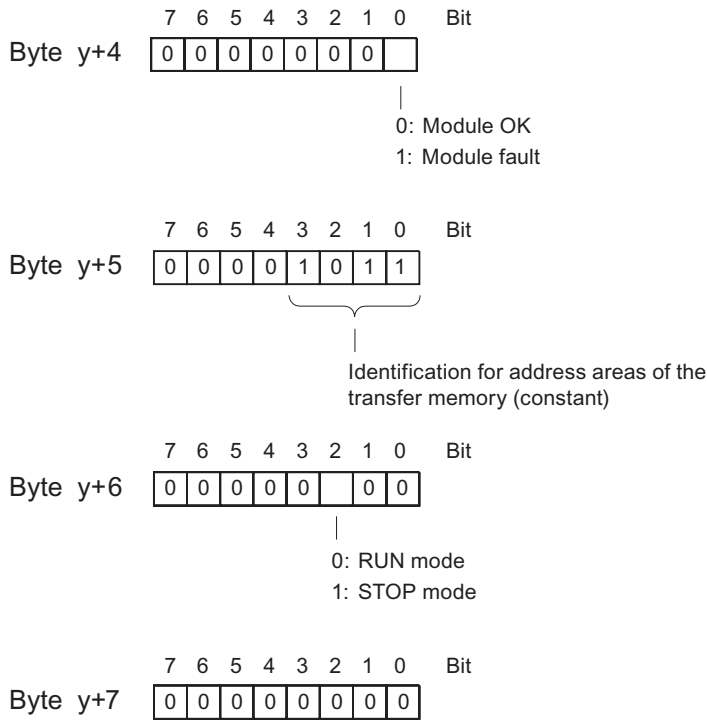 7 6 5 4 3 2 1 0 Bit
Byte y+4 0 0 0 0 0 0 0
0: Module OK
1: Module fault
7 6 5 4 3 2 1 0 Bit
Byte y+5 0 0 0 0 1 0 1 1
Identification for address areas of the
transfer memory (constant)
7 6 5 4 3 2 1 0 Bit
Byte y+6 0 0 0 0 0 0 0
0: RUN mode
1: STOP mode
7 6 5 4 3 2 1 0 Bit
Byte y+7 0 0 0 0 0 0 0 0